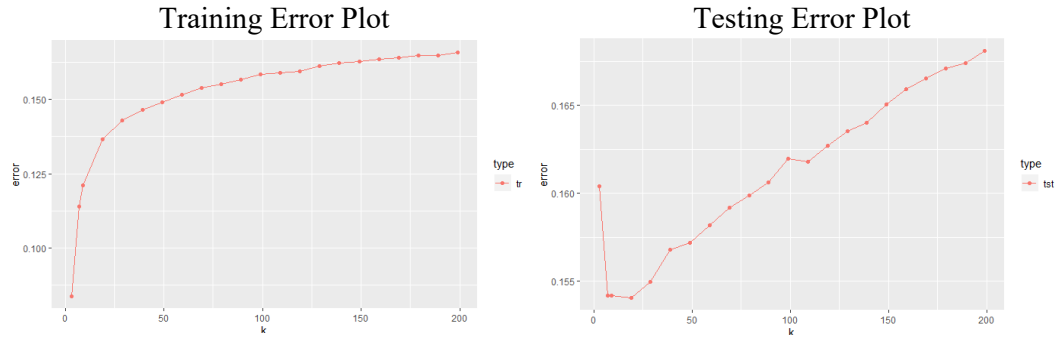 Training Error Plot
0.150
0.125
0.100
error
0
50
100
150
200
k
type
tr
Testing Error Plot
0.165
0.160
0.155
error
0
50
100
150
200
k
type
tst